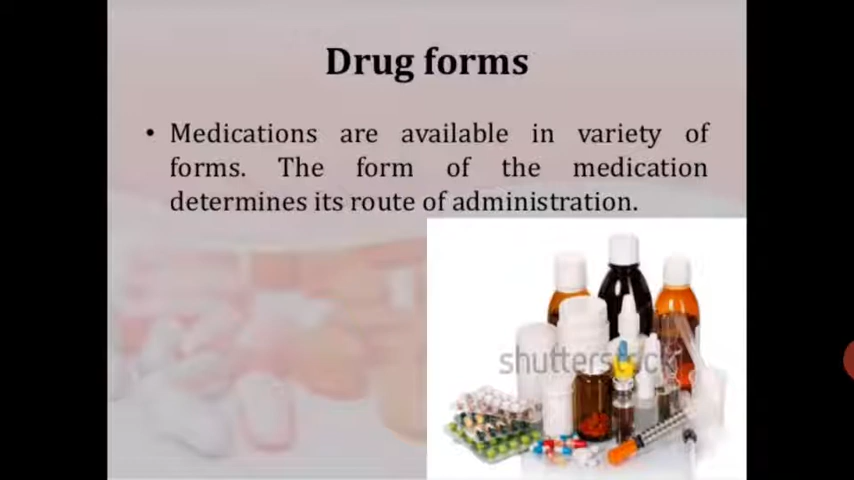 Drug forms
• Medications are available in variety of
forms. The form of the medication
determines its route of administration.
shutterstock